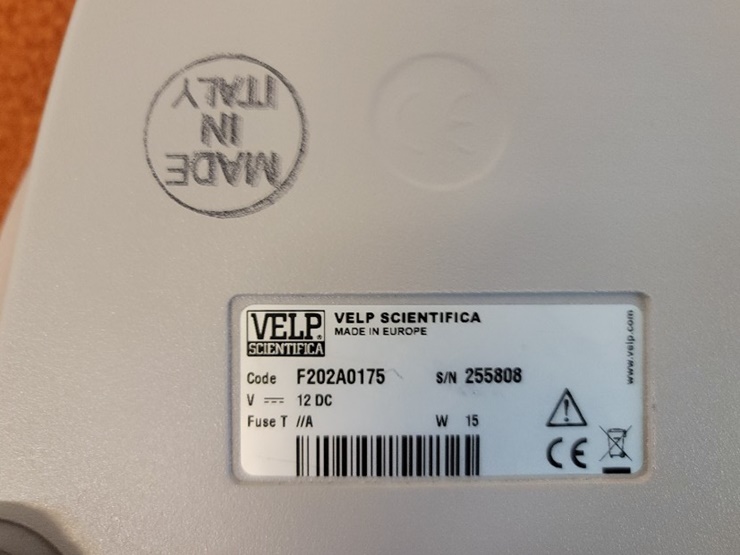 MADE
IN
ITALY
CE
VELP
SCIENTIFICA
VELP SCIENTIFICA
MADE IN EUROPE
www.velp.com
Code F202A0175 S/N 255808
V 12 DC
Fuse T //A W 15
CE